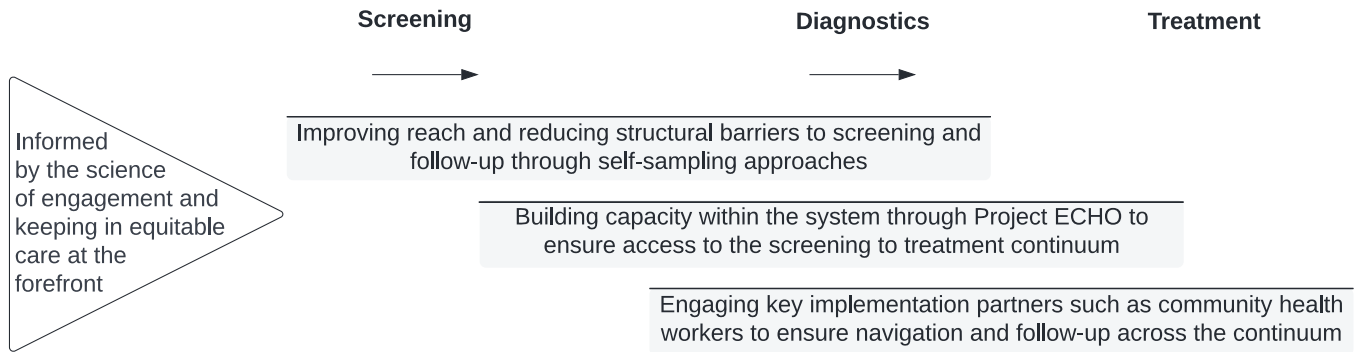 Screening
Diagnostics
Treatment
Informed
by the science
of engagement and
keeping in equitable
care at the
forefront
Improving reach and reducing structural barriers to screening and
follow-up through self-sampling approaches
Building capacity within the system through Project ECHO to
ensure access to the screening to treatment continuum
Engaging key implementation partners such as community health
workers to ensure navigation and follow-up across the continuum